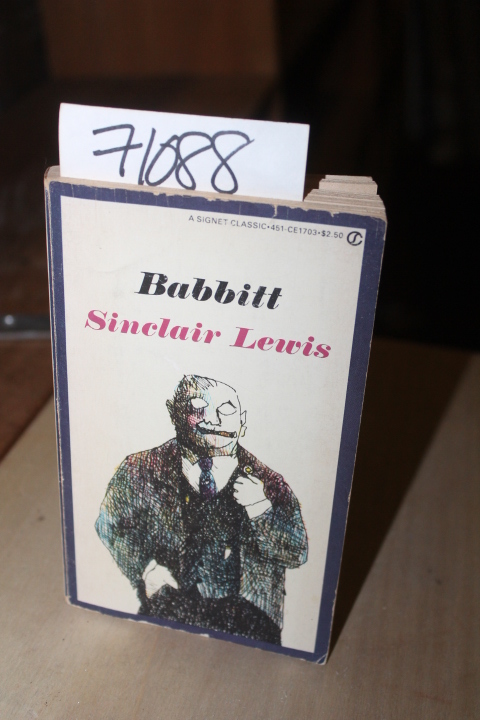 71088
A SIGNET CLASSIC•451-CE1703•$2.50
Babbitt
Sinclair Lewis